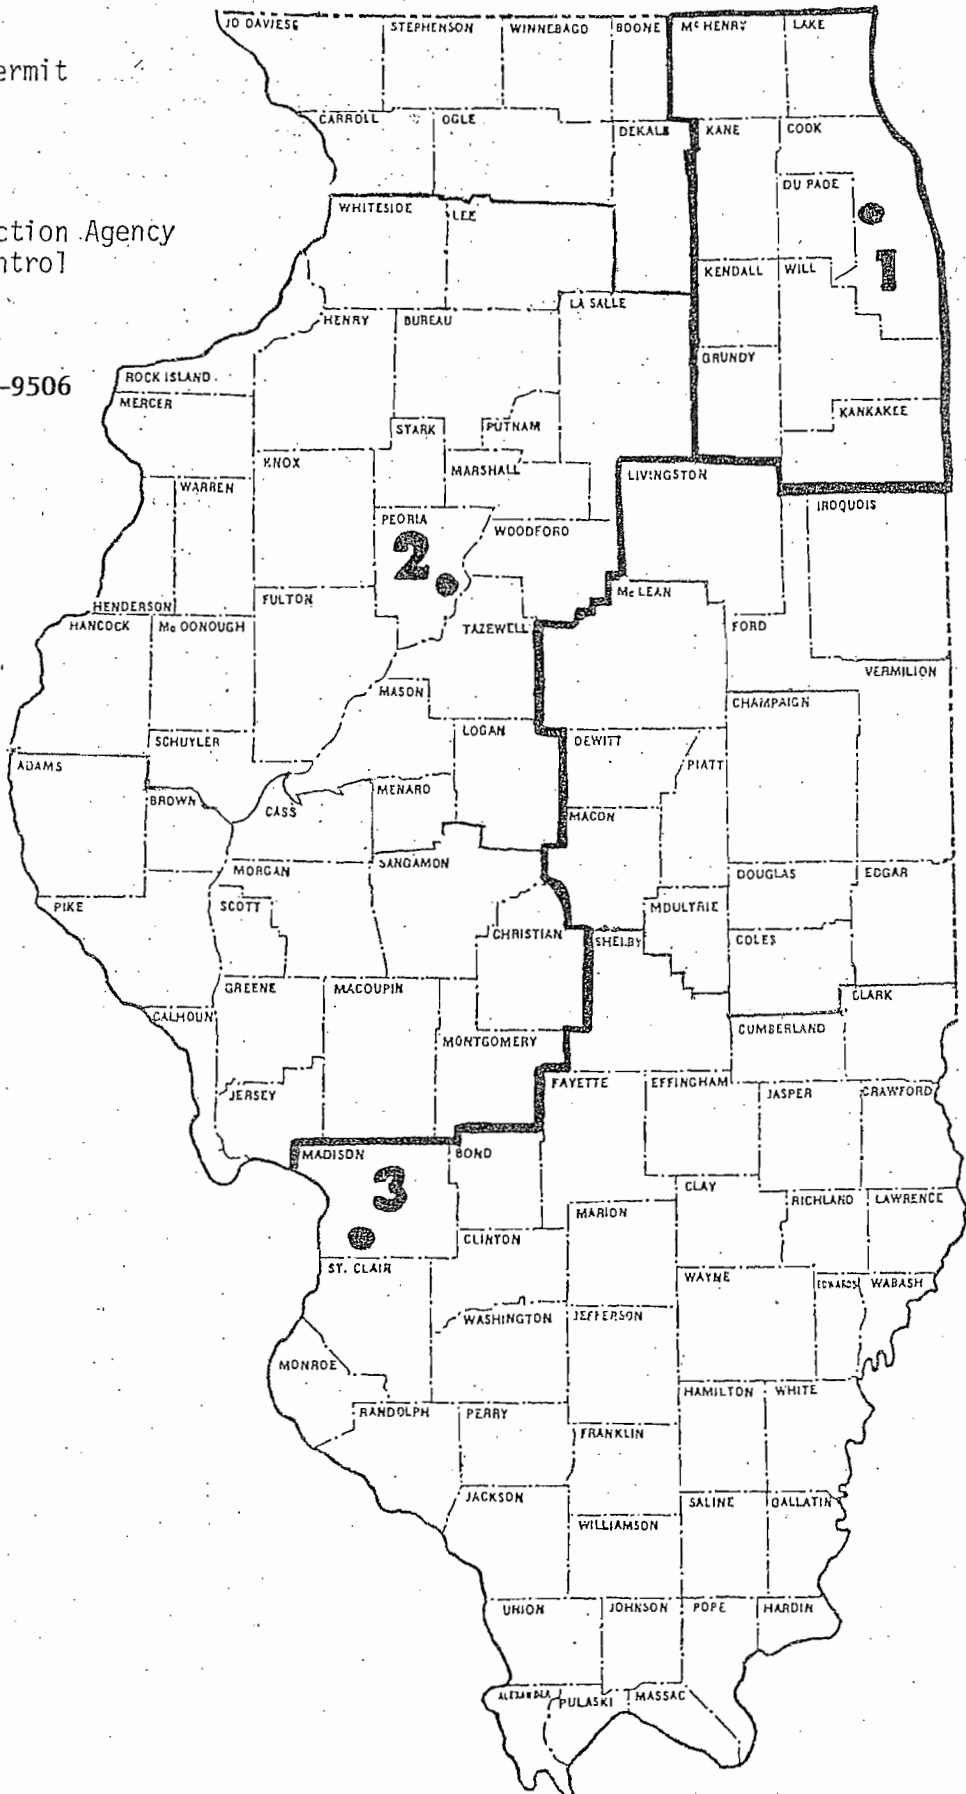 JO DAVIESS STEPHENSON WINNEBAGO BOONE McHENRY LAKE
ermit
CARROLL OGLE DEKALB KANE COOK
DU PADE
WHITESIDE LEE
ction Agency
ntrol
1
KENDALL WILL
LA SALLE
HENRY BUREAU
GRUNDY
ROCK ISLAND
-9506
MERCER KANKAKEE
STARK PUTNAM
KNOX MARSHALL LIVINGSTON
WARREN
PEORIA IROQUOIS
WOODFORD
2
McLEAN
HENDERSON FULTON
HANCOCK McDONOUGH TAZEWELL FORD
VERMILION
MASON
CHAMPAIGN
LOGAN
SCHUYLER DEWITT
ADAMS PIATT
BROWN CASS MENARD
MACON
MORGAN SANGAMON
DOUGLAS EDGAR
PIKE SCOTT MOULTRIE
CHRISTIAN SHELBY COLES
GREENE MACOUPIN CLARK
CALHOUN CUMBERLAND
MONTGOMERY
FAYETTE EFFINGHAM
JERSEY JASPER CRAWFORD
MADISON BOND
3
CLAY
RICHLAND LAWRENCE
MARION
CLINTON
ST. CLAIR WAYNE
EDWARDS WABASH
WASHINGTON JEFFERSON
MONROE
HAMILTON WHITE
RANDOLPH PERRY
FRANKLIN
JACKSON SALINE GALLATIN
WILLIAMSON
UNION JOHNSON POPE HARDIN
ALEXANDER PULASKI MASSAC